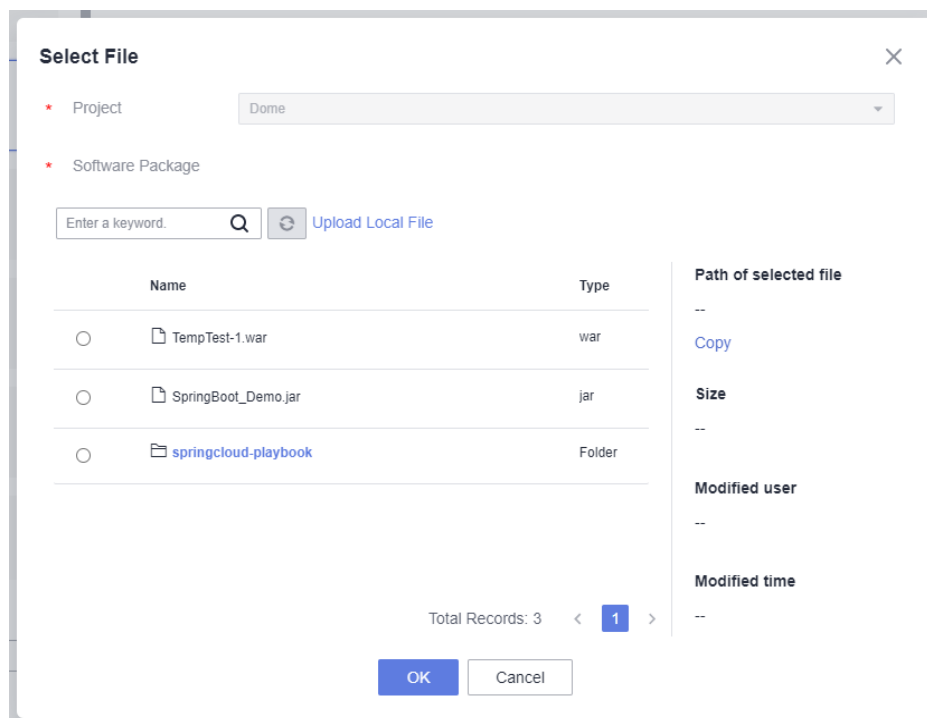 Select File
* Project
Dome
* Software Package
Enter a keyword.
Upload Local File
Name Type
TempTest-1.war war
SpringBoot_Demo.jar jar
springcloud-playbook Folder
Total Records: 3 < 1 >
Path of selected file
--
Copy
Size
--
Modified user
--
Modified time
--
OK
Cancel